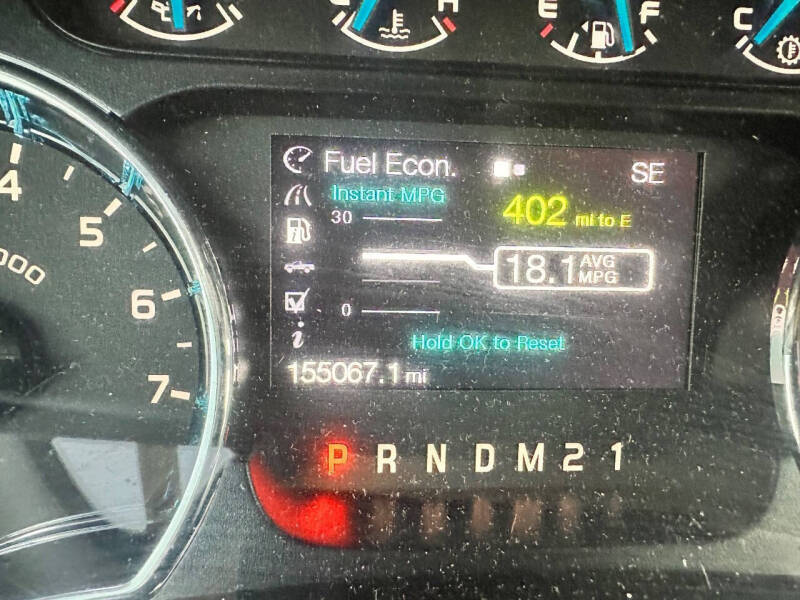 H
E F
C
Fuel Econ. SE
Instant MPG
402 mi to E
30
18.1 AVG MPG
0
Hold OK to Reset
155067.1 mi
4
5
6
7
000
P R N D M 2 1